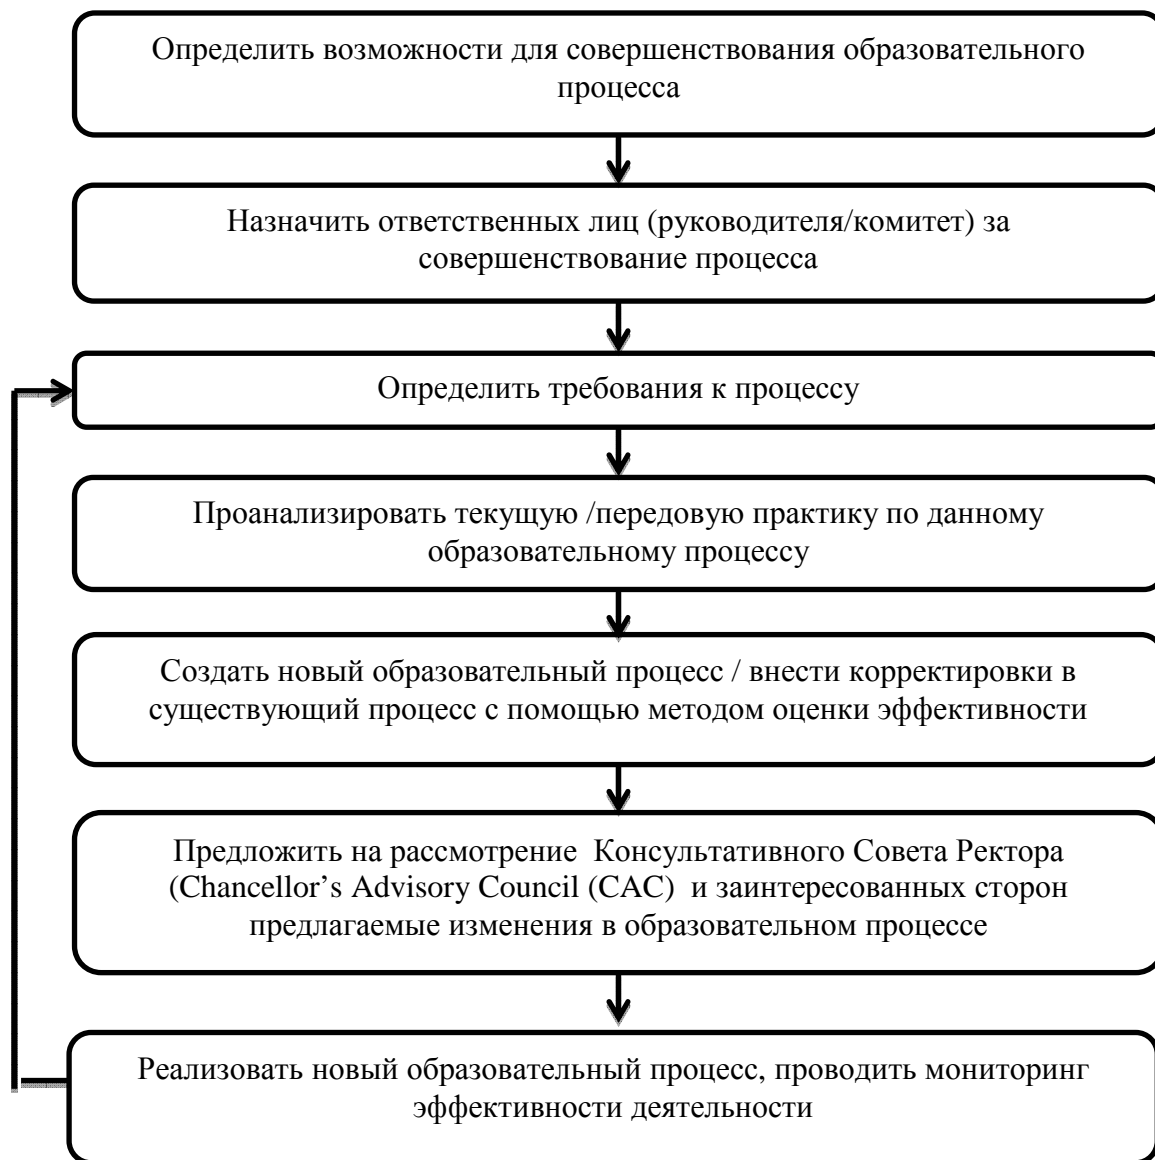 Определить возможности для совершенствования образовательного
процесса
Назначить ответственных лиц (руководителя/комитет) за
совершенствование процесса
Определить требования к процессу
Проанализировать текущую /передовую практику по данному
образовательному процессу
Создать новый образовательный процесс / внести корректировки в
существующий процесс с помощью методом оценки эффективности
Предложить на рассмотрение Консультативного Совета Ректора
(Chancellor’s Advisory Council (CAC) и заинтересованных сторон
предлагаемые изменения в образовательном процессе
Реализовать новый образовательный процесс, проводить мониторинг
эффективности деятельности